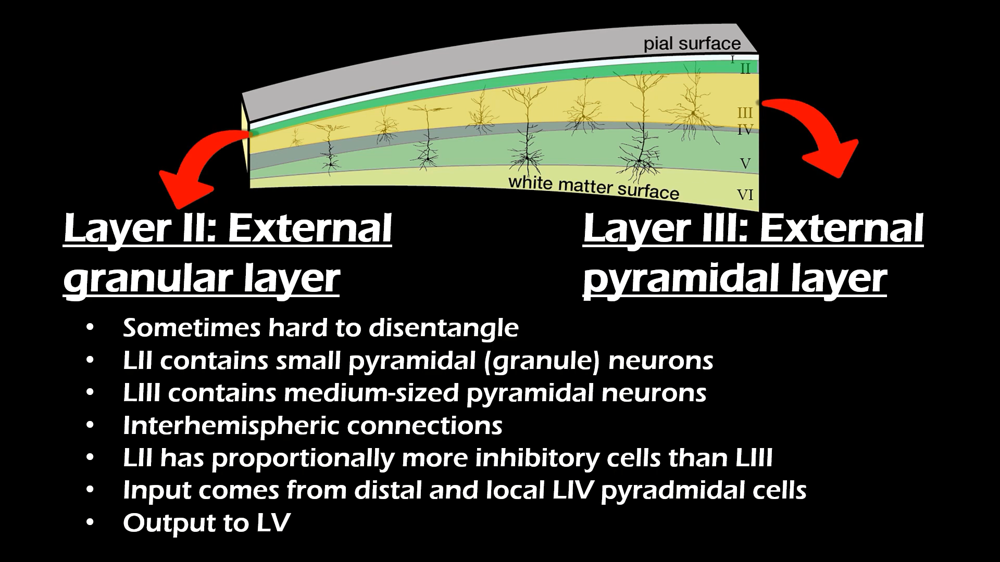 pial surface
I
II
III
IV
V
white matter surface
VI
Layer II: External
granular layer
Layer III: External
pyramidal layer
• Sometimes hard to disentangle
• LII contains small pyramidal (granule) neurons
• LIII contains medium-sized pyramidal neurons
• Interhemispheric connections
• LII has proportionally more inhibitory cells than LIII
• Input comes from distal and local LIV pyradmidal cells
• Output to LV